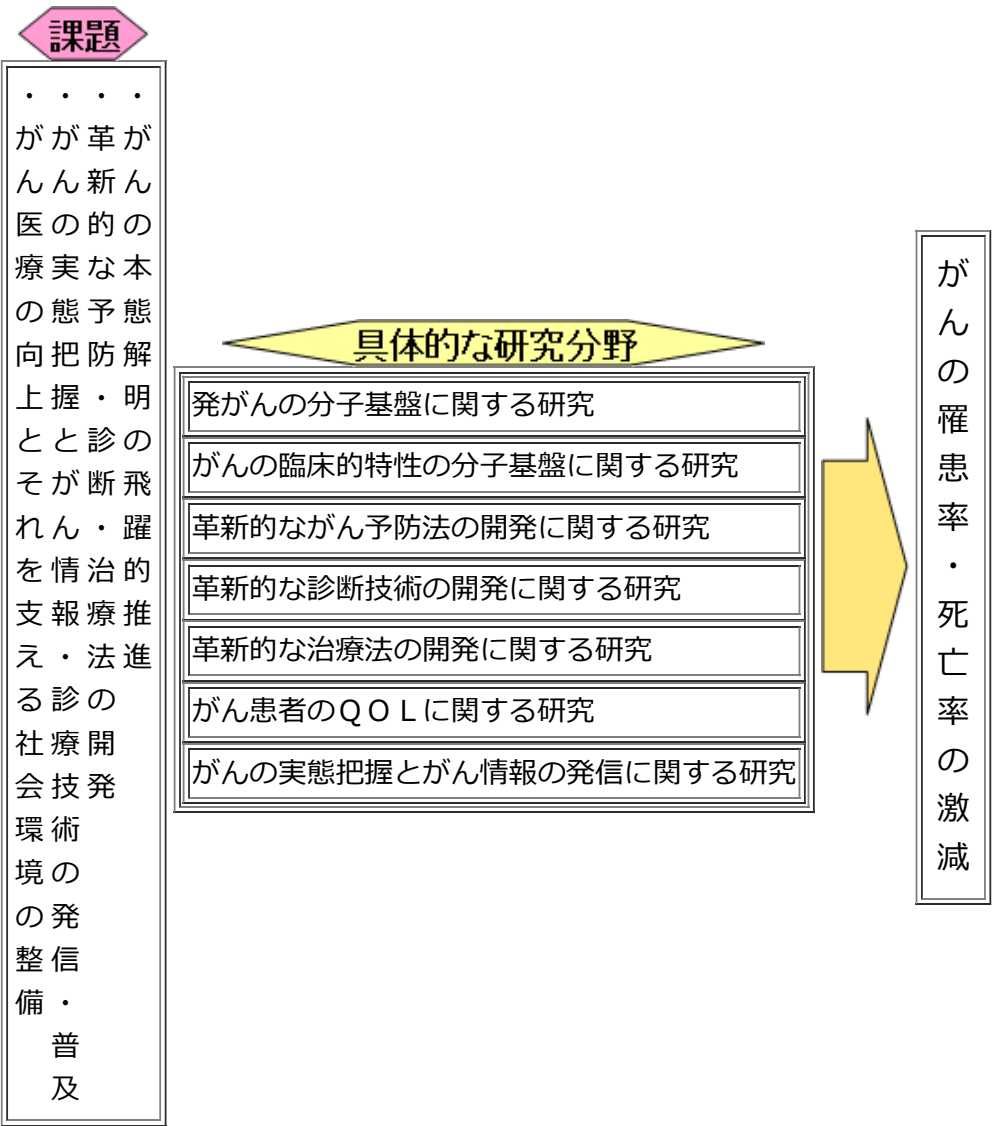 課題
・がんの本態解明の飛躍的推進
・革新的な予防・診断・治療法の開発
・がんの実態把握とがん情報・診療技術の発信・普及
・がん医療の向上とそれを支える社会環境の整備
具体的な研究分野
発がんの分子基盤に関する研究
がんの臨床的特性の分子基盤に関する研究
革新的ながん予防法の開発に関する研究
革新的な診断技術の開発に関する研究
革新的な治療法の開発に関する研究
がん患者のＱＯＬに関する研究
がんの実態把握とがん情報の発信に関する研究
がんの罹患率・死亡率の激減